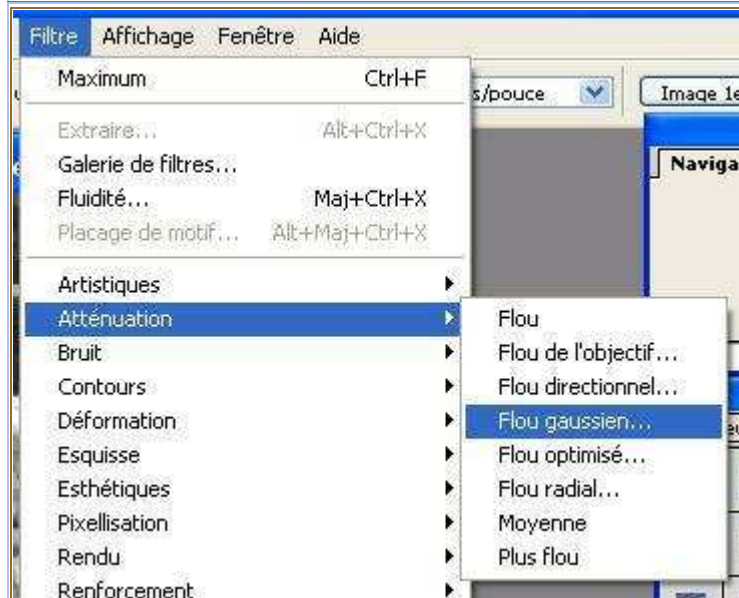 Filtre Affichage Fenêtre Aide
Maximum Ctrl+F
s/pouce Image 1e
Extraire... Alt+Ctrl+X
Galerie de filtres...
Naviga
Fluidité... Maj+Ctrl+X
Placage de motif... Alt+Maj+Ctrl+X
Artistiques
Atténuation
Bruit
Contours
Déformation
Esquisse
Esthétiques
Pixellisation
Rendu
Renforcement
Flou
Flou de l'objectif...
Flou directionnel...
Flou gaussien...
Flou optimisé...
Flou radial...
Moyenne
Plus flou